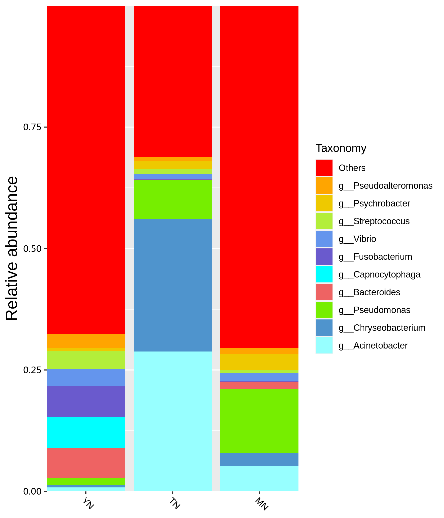 Relative abundance
0.75
0.50
0.25
0.00
YN
TN
MN
Taxonomy
Others
g__Pseudoalteromonas
g__Psychrobacter
g__Streptococcus
g__Vibrio
g__Fusobacterium
g__Capnocytophaga
g__Bacteroides
g__Pseudomonas
g__Chryseobacterium
g__Acinetobacter